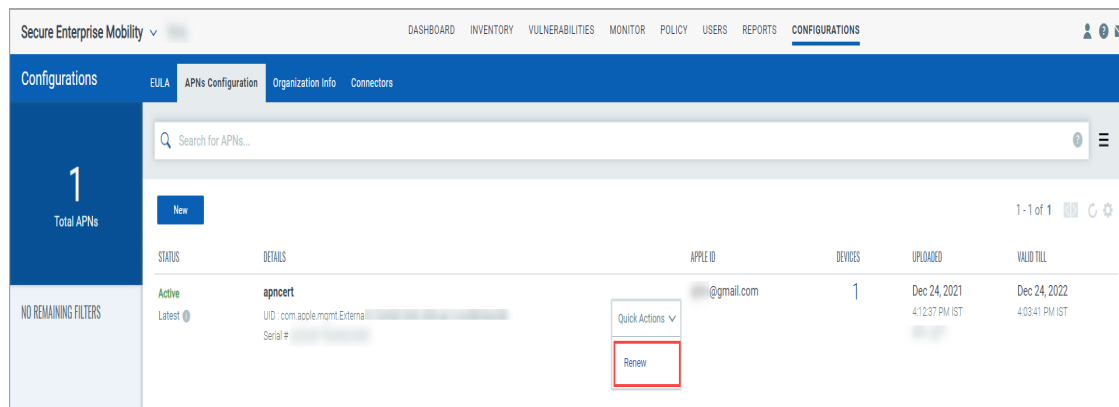 Secure Enterprise Mobility
DASHBOARD INVENTORY VULNERABILITIES MONITOR POLICY USERS REPORTS CONFIGURATIONS
Configurations
EULA APNs Configuration Organization Info Connectors
Search for APNs...
1
Total APNs
New
1 - 1 of 1
STATUS DETAILS APPLE ID DEVICES UPLOADED VALID TILL
NO REMAINING FILTERS
Active apncert @gmail.com 1 Dec 24, 2021 Dec 24, 2022
Latest UID : com.apple.mgmt.Externa Quick Actions 4:12:37 PM IST 4:03:41 PM IST
Serial #
Renew